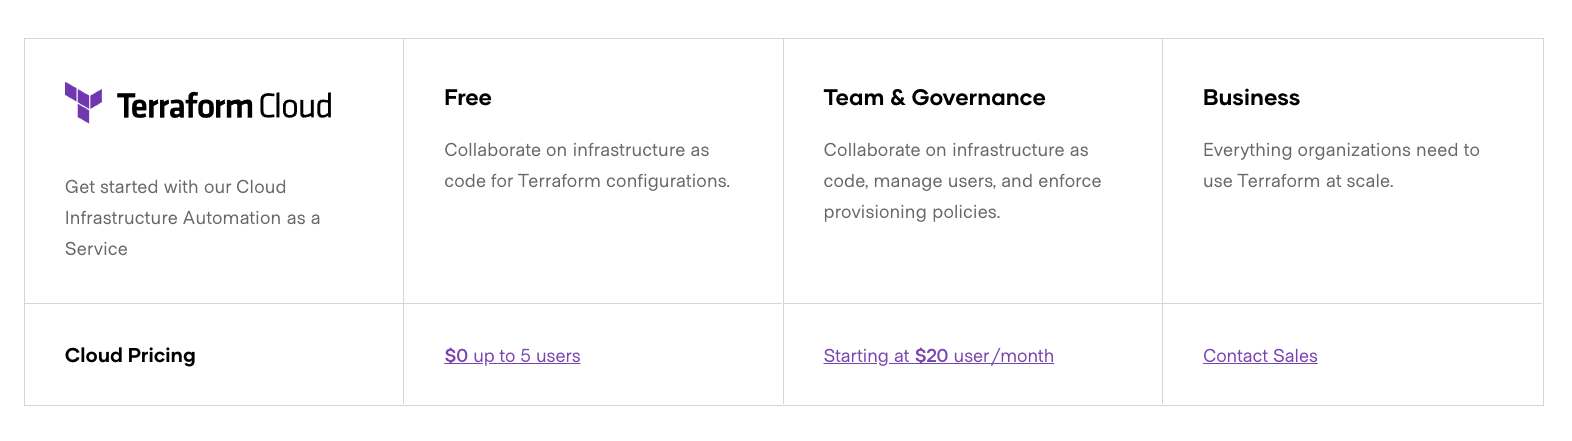 Terraform Cloud
Get started with our Cloud
Infrastructure Automation as a
Service
Free
Collaborate on infrastructure as
code for Terraform configurations.
Team & Governance
Collaborate on infrastructure as
code, manage users, and enforce
provisioning policies.
Business
Everything organizations need to
use Terraform at scale.
Cloud Pricing
$0 up to 5 users
Starting at $20 user/month
Contact Sales